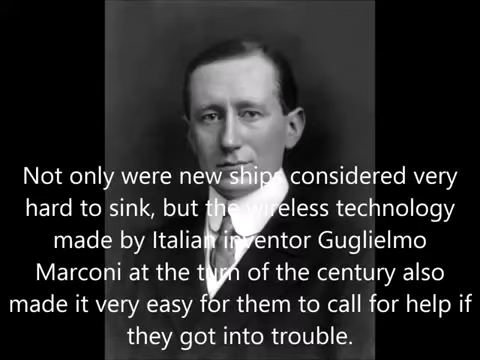 Not only were new ships considered very
hard to sink, but the wireless technology
made by Italian inventor Guglielmo
Marconi at the turn of the century also
made it very easy for them to call for help if
they got into trouble.